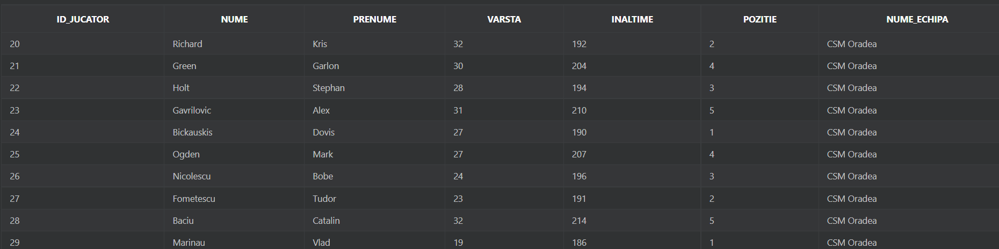 ID_JUCATOR NUME PRENUME VARSTA INALTIME POZITIE NUME_ECHIPA
20 Richard Kris 32 192 2 CSM Oradea
21 Green Garlon 30 204 4 CSM Oradea
22 Holt Stephan 28 194 3 CSM Oradea
23 Gavrilovic Alex 31 210 5 CSM Oradea
24 Bickauskis Dovis 27 190 1 CSM Oradea
25 Ogden Mark 27 207 4 CSM Oradea
26 Nicolescu Bobe 24 196 3 CSM Oradea
27 Fometescu Tudor 23 191 2 CSM Oradea
28 Baciu Catalin 32 214 5 CSM Oradea
29 Marinau Vlad 19 186 1 CSM Oradea